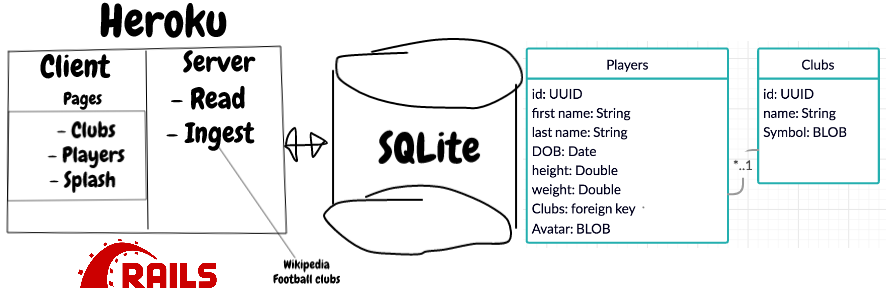 Heroku
Client
Pages
- Clubs
- Players
- Splash
Server
- Read
- Ingest
Wikipedia
Football clubs
RAILS
SQLite
Players
id: UUID
first name: String
last name: String
DOB: Date
height: Double
weight: Double
Clubs: foreign key
Avatar: BLOB
*..1
Clubs
id: UUID
name: String
Symbol: BLOB